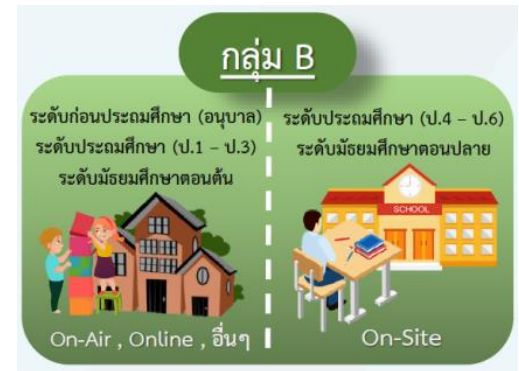 กลุ่ม B
ระดับก่อนประถมศึกษา (อนุบาล)
ระดับประถมศึกษา (ป.1 – ป.3)
ระดับมัธยมศึกษาตอนต้น
On-Air , Online , อื่นๆ
ระดับประถมศึกษา (ป.4 – ป.6)
ระดับมัธยมศึกษาตอนปลาย
SCHOOL
On-Site